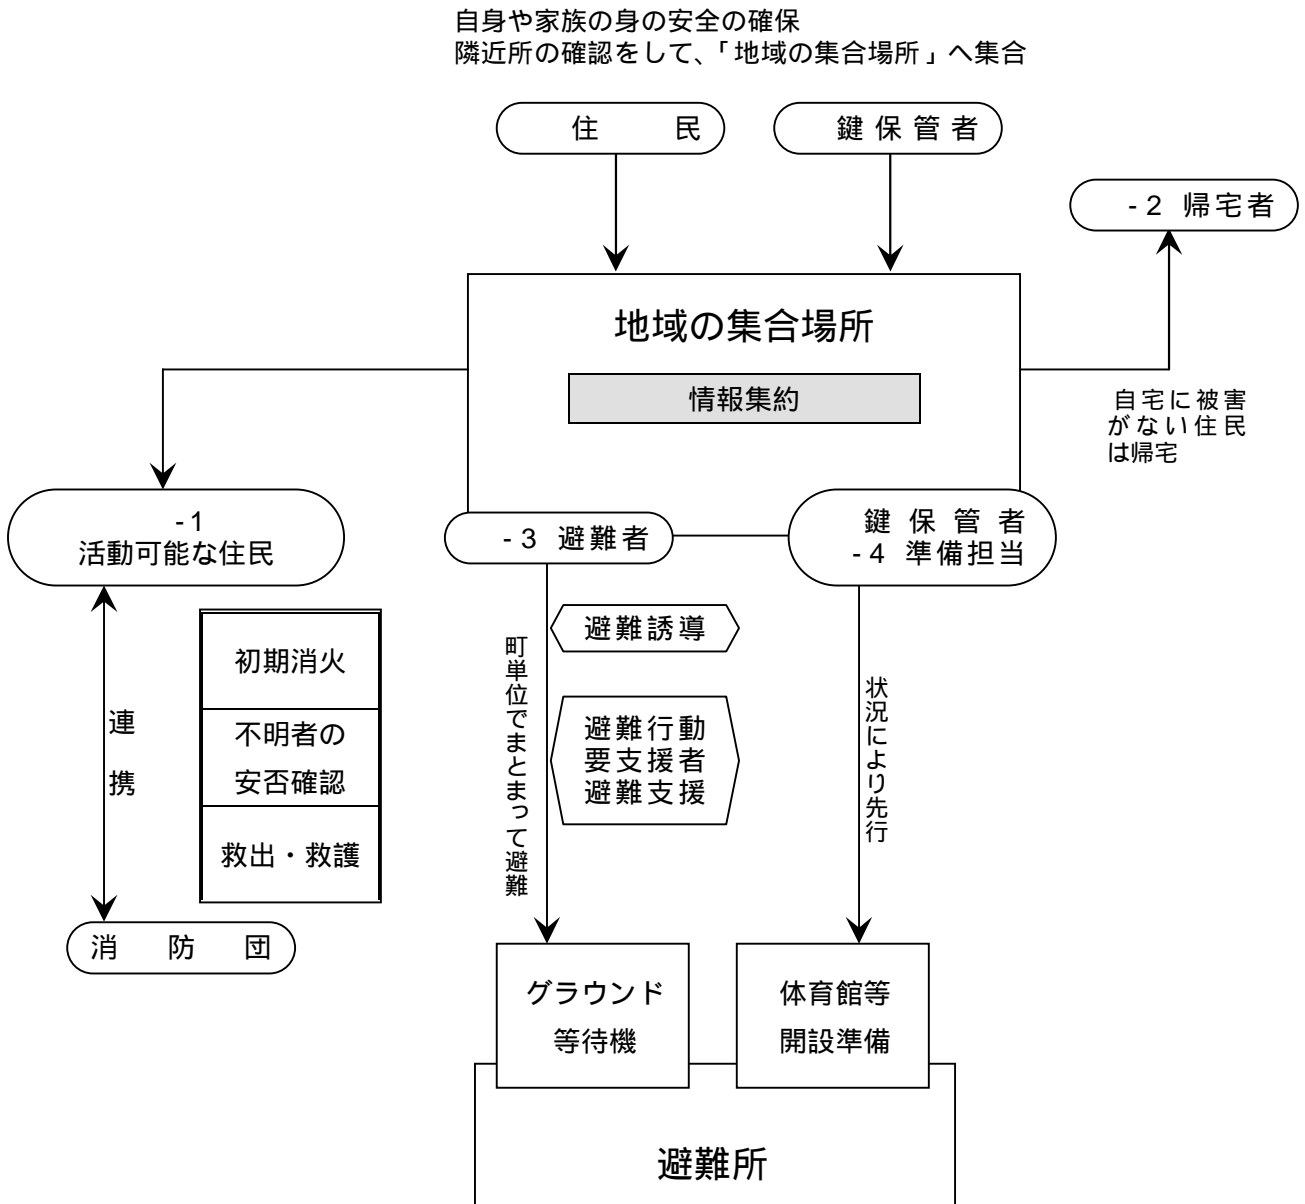 自身や家族の身の安全の確保
隣近所の確認をして、「地域の集合場所」へ集合
住　　民
鍵保管者
-2 帰宅者
地域の集合場所
情報集約
自宅に被害
がない住民
は帰宅
-1
活動可能な住民
-3 避難者
鍵保管者
-4 準備担当
避難誘導
町単位でまとまって避難
避難行動
要支援者
避難支援
状況により先行
初期消火
不明者の
安否確認
救出・救護
連携
消　防　団
グラウンド
等待機
体育館等
開設準備
避難所